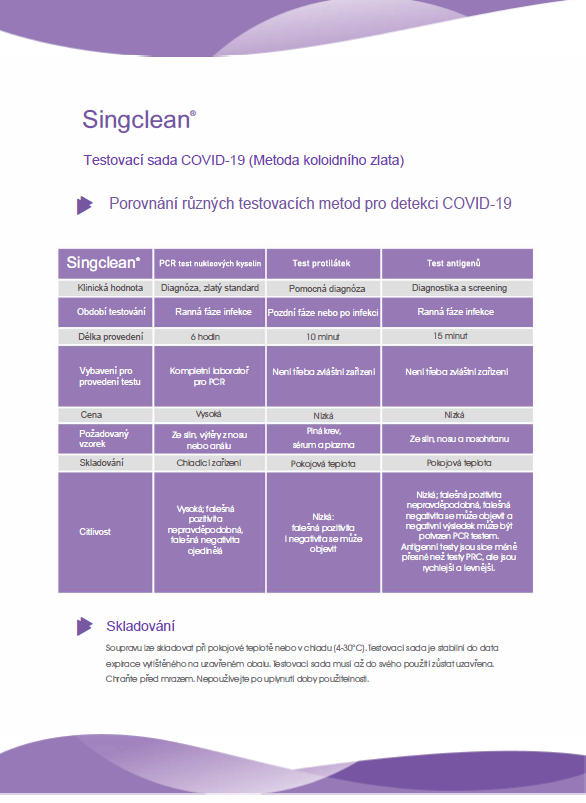 Singclean®
Testovací sada COVID-19 (Metoda koloidního zlata)
Porovnání různých testovacích metod pro detekci COVID-19
Singclean® PCR test nukleových kyselin Test protilátek Test antigenů
Klinická hodnota Diagnóza, zlatý standard Pomocná diagnóza Diagnostika a screening
Období testování Ranná fáze infekce Pozdní fáze nebo po infekci Ranná fáze infekce
Délka provedení 6 hodin 10 minut 15 minut
Vybavení pro
provedení testu
Kompletní laboratoř
pro PCR
Není třeba zvláštní zařízení
Není třeba zvláštní zařízení
Cena Vysoká Nízká Nízká
Požadovaný
vzorek
Ze slin, výtěry z nosu
nebo análu
Plná krev,
sérum a plazma
Ze slin, nosu a nosohrtanu
Skladování Chladící zařízení Pokojová teplota Pokojová teplota
Citlivost
Vysoká; falešná
pozitivita
nepravděpodobná,
falešná negativita
ojedinělá
Nízká:
falešná pozitivita
i negativita se může
objevit
Nízká; falešná pozitivita
nepravděpodobná, falešná
negativita se může objevit a
negativní výsledek může být
potvrzen PCR testem.
Antigenní testy jsou sice méně
přesné než testy PRC, ale jsou
rychlejší a levnější.
Skladování
Soupravu lze skladovat při pokojové teplotě nebo v chladu (4-30°C). Testovací sada je stabilní do data
expirace vytištěného na uzavřeném obalu. Testovací sada musí až do svého použití zůstat uzavřena.
Chraňte před mrazem. Nepoužívejte po uplynutí doby použitelnosti.